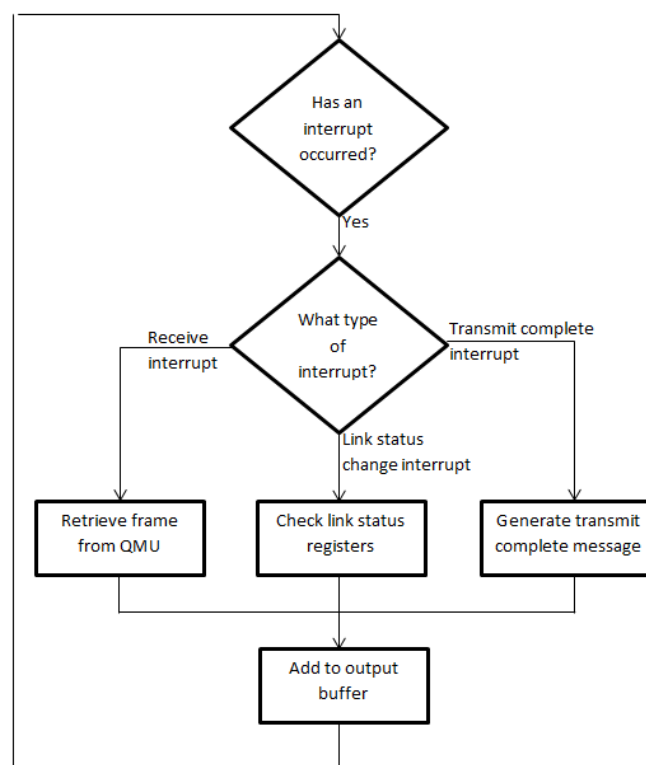 Has an
interrupt
occurred?
Yes
What type
of
interrupt?
Receive
interrupt
Transmit complete
interrupt
Link status
change interrupt
Retrieve frame
from QMU
Check link status
registers
Generate transmit
complete message
Add to output
buffer